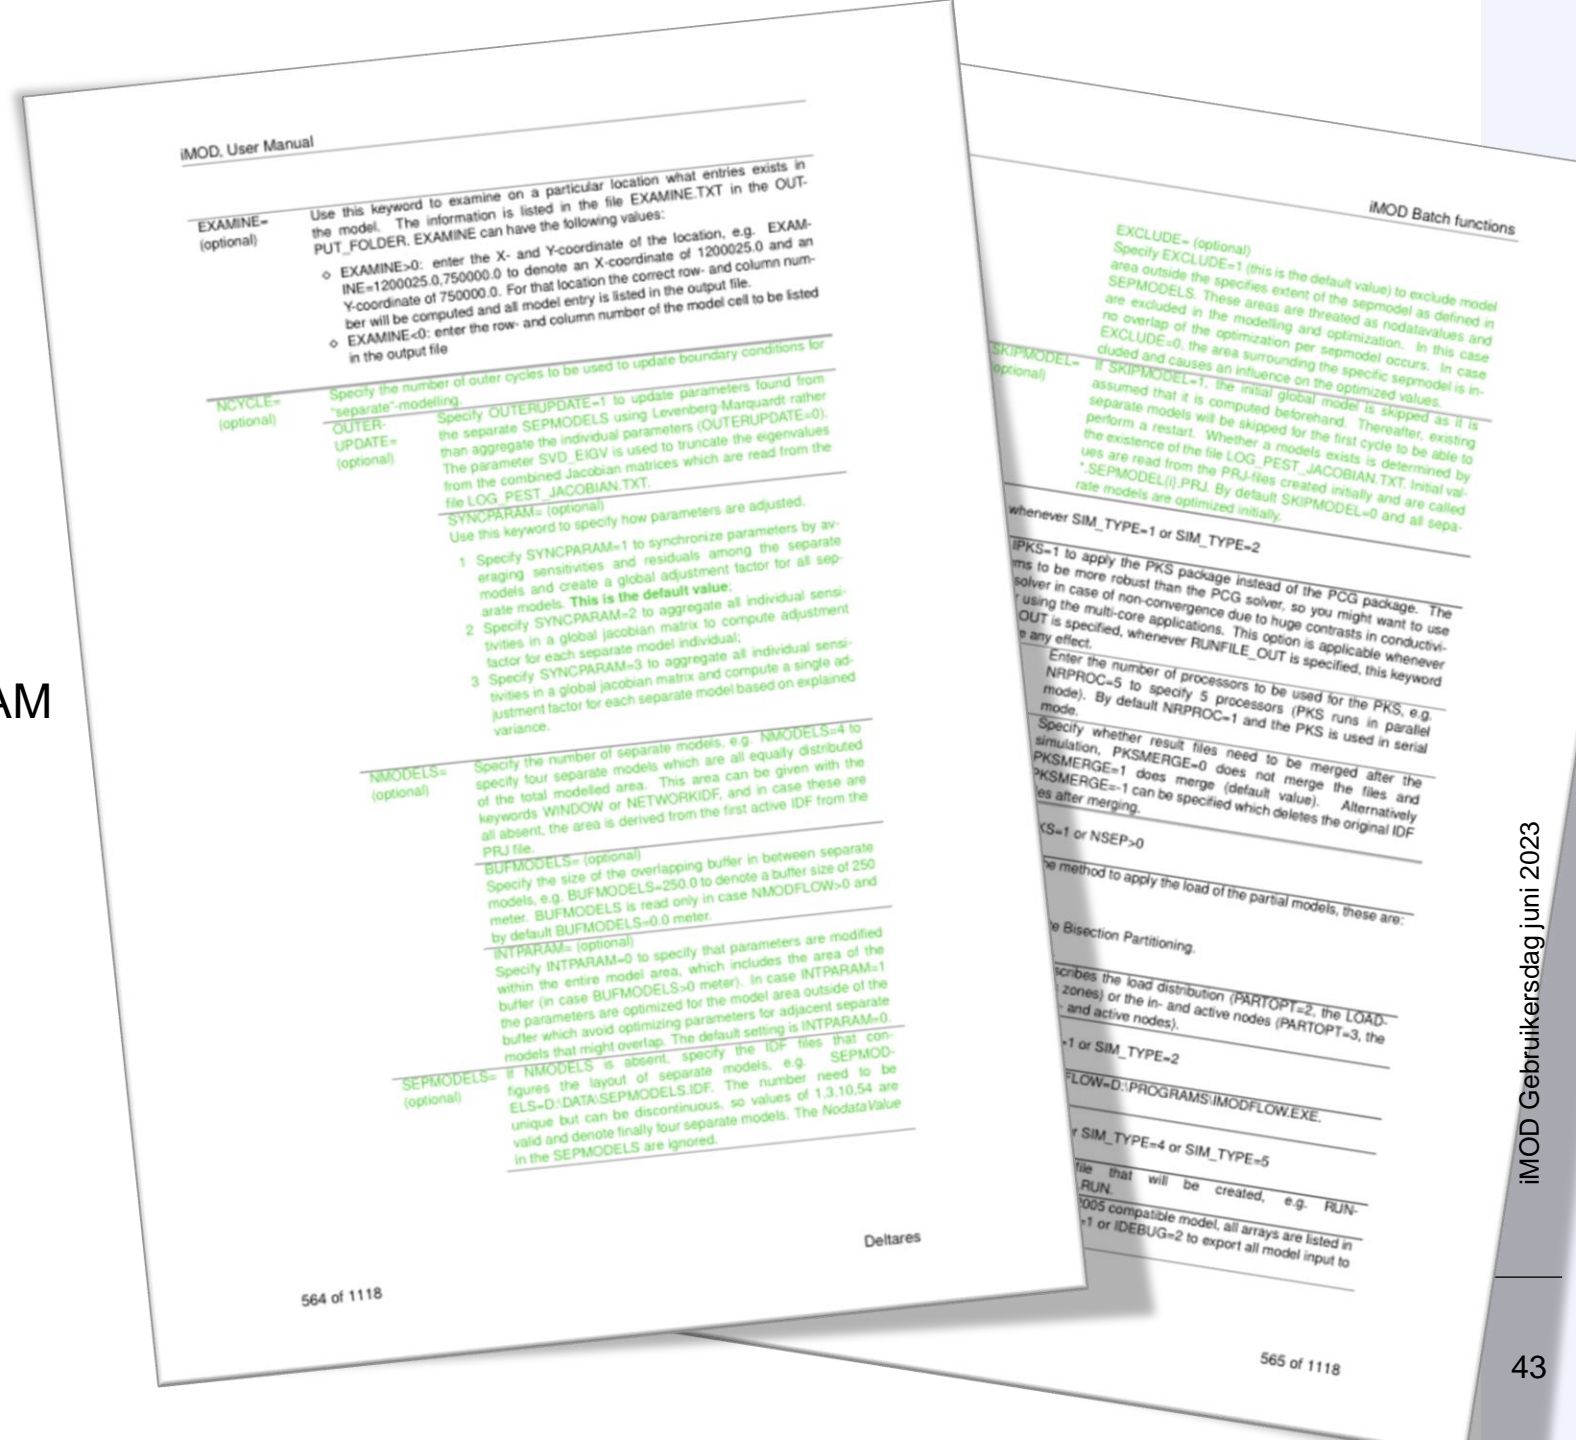 iMOD, User Manual
EXAMINE=
(optional)
Use this keyword to examine on a particular location what entries exists in
the model. The information is listed in the file EXAMINE.TXT in the OUT-
PUT_FOLDER. EXAMINE can have the following values:
⋄ EXAMINE>0: enter the X- and Y-coordinate of the location, e.g. EXAM-
INE=1200025.0,750000.0 to denote an X-coordinate of 1200025.0 and an
Y-coordinate of 750000.0. For that location the correct row- and column num-
ber will be computed and all model entry is listed in the output file.
⋄ EXAMINE<0: enter the row- and column number of the model cell to be listed
in the output file
NCYCLE=
(optional)
Specify the number of outer cycles to be used to update boundary conditions for
"separate"-modelling.
OUTER-
UPDATE=
(optional)
Specify OUTERUPDATE=1 to update parameters found from
the separate SEPMODELS using Levenberg-Marquardt rather
than aggregate the individual parameters (OUTERUPDATE=0).
The parameter SVD_EIGV is used to truncate the eigenvalues
from the combined Jacobian matrices which are read from the
file LOG_PEST_JACOBIAN.TXT.
SYNCPARAM= (optional)
Use this keyword to specify how parameters are adjusted.
1 Specify SYNCPARAM=1 to synchronize parameters by av-
eraging sensitivities and residuals among the separate
models and create a global adjustment factor for all sep-
arate models. This is the default value;
2 Specify SYNCPARAM=2 to aggregate all individual sensi-
tivities in a global jacobian matrix to compute adjustment
factor for each separate model individual;
3 Specify SYNCPARAM=3 to aggregate all individual sensi-
tivities in a global jacobian matrix and compute a single ad-
justment factor for each separate model based on explained
variance.
AM
NMODELS=
(optional)
Specify the number of separate models, e.g. NMODELS=4 to
specify four separate models which are all equally distributed
of the total modelled area. This area can be given with the
keywords WINDOW or NETWORKIDF, and in case these are
all absent, the area is derived from the first active IDF from the
PRJ file.
BUFMODELS= (optional)
Specify the size of the overlapping buffer in between separate
models, e.g. BUFMODELS=250.0 to denote a buffer size of 250
meter. BUFMODELS is read only in case NMODFLOW>0 and
by default BUFMODELS=0.0 meter.
INTPARAM= (optional)
Specify INTPARAM=0 to specify that parameters are modified
within the entire model area, which includes the area of the
buffer (in case BUFMODELS>0 meter). In case INTPARAM=1
the parameters are optimized for the model area outside of the
buffer which avoid optimizing parameters for adjacent separate
models that might overlap. The default setting is INTPARAM=0.
SEPMODELS=
(optional)
If NMODELS is absent, specify the IDF files that con-
figures the layout of separate models, e.g. SEPMOD-
ELS=D:\DATA\SEPMODELS.IDF. The number need to be
unique but can be discontinuous, so values of 1,3,10,54 are
valid and denote finally four separate models. The NodataValue
in the SEPMODELS are ignored.
Deltares
564 of 1118
iMOD Batch functions
EXCLUDE= (optional)
Specify EXCLUDE=1 (this is the default value) to exclude model
area outside the specifies extent of the sepmodel as defined in
SEPMODELS. These areas are threated as nodatavalues and
are excluded in the modelling and optimization. In this case
no overlap of the optimization per sepmodel occurs. In case
EXCLUDE=0, the area surrounding the specific sepmodel is in-
cluded and causes an influence on the optimized values.
SKIPMODEL=
optional)
If SKIPMODEL=1, the initial global model is skipped as it is
assumed that it is computed beforehand. Thereafter, existing
separate models will be skipped for the first cycle to be able to
perform a restart. Whether a models exists is determined by
the existence of the file LOG_PEST_JACOBIAN.TXT. Initial val-
ues are read from the PRJ-files created initially and are called
*.SEPMODEL{i}.PRJ. By default SKIPMODEL=0 and all sepa-
rate models are optimized initially.
whenever SIM_TYPE=1 or SIM_TYPE=2
IPKS=1 to apply the PKS package instead of the PCG package. The
ms to be more robust than the PCG solver, so you might want to use
solver in case of non-convergence due to huge contrasts in conductivi-
r using the multi-core applications. This option is applicable whenever
OUT is specified, whenever RUNFILE_OUT is specified, this keyword
e any effect.
Enter the number of processors to be used for the PKS, e.g.
NRPROC=5 to specify 5 processors (PKS runs in parallel
mode). By default NRPROC=1 and the PKS is used in serial
mode.
Specify whether result files need to be merged after the
simulation, PKSMERGE=0 does not merge the files and
PKSMERGE=1 does merge (default value). Alternatively
PKSMERGE=-1 can be specified which deletes the original IDF
es after merging.
KS=1 or NSEP>0
he method to apply the load of the partial models, these are:
e Bisection Partitioning.
scribes the load distribution (PARTOPT=2, the LOAD-
zones) or the in- and active nodes (PARTOPT=3, the
- and active nodes).
=1 or SIM_TYPE=2
FLOW=D:\PROGRAMS\IMODFLOW.EXE.
r SIM_TYPE=4 or SIM_TYPE=5
file that will be created, e.g. RUN-
.RUN.
2005 compatible model, all arrays are listed in
=1 or IDEBUG=2 to export all model input to
565 of 1118
iMOD Gebruikersdag juni 2023
43